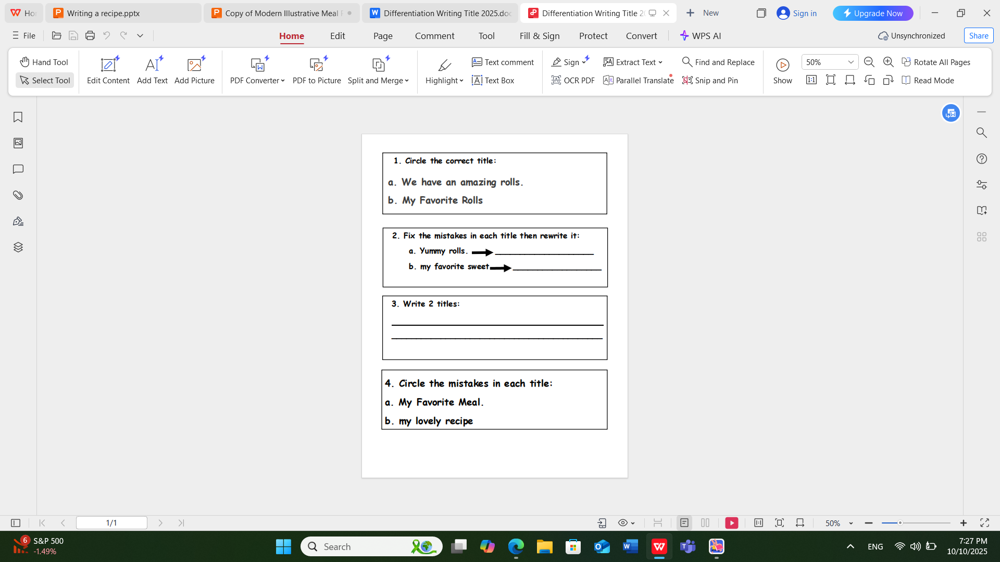 Ho
Writing a recipe.pptx
Copy of Modern Illustrative Meal
Differentiation Writing Title 2025.doc
Differentiation Writing Title 2
New
Sign in
Upgrade Now
File
Home
Edit
Page
Comment
Tool
Fill & Sign
Protect
Convert
WPS AI
Unsynchronized
Share
Hand Tool
Select Tool
Edit Content
Add Text
Add Picture
PDF Converter
PDF to Picture
Split and Merge
Highlight
Text comment
Text Box
Sign
OCR PDF
Extract Text
Parallel Translate
Find and Replace
Snip and Pin
Show
50%
Rotate All Pages
Read Mode
1. Circle the correct title:
a. We have an amazing rolls.
b. My Favorite Rolls
2. Fix the mistakes in each title then rewrite it:
a. Yummy rolls.
b. my favorite sweet
3. Write 2 titles:
4. Circle the mistakes in each title:
a. My Favorite Meal.
b. my lovely recipe
1/1
50%
6
S&P 500
-1.49%
Search
ENG
7:27 PM
10/10/2025